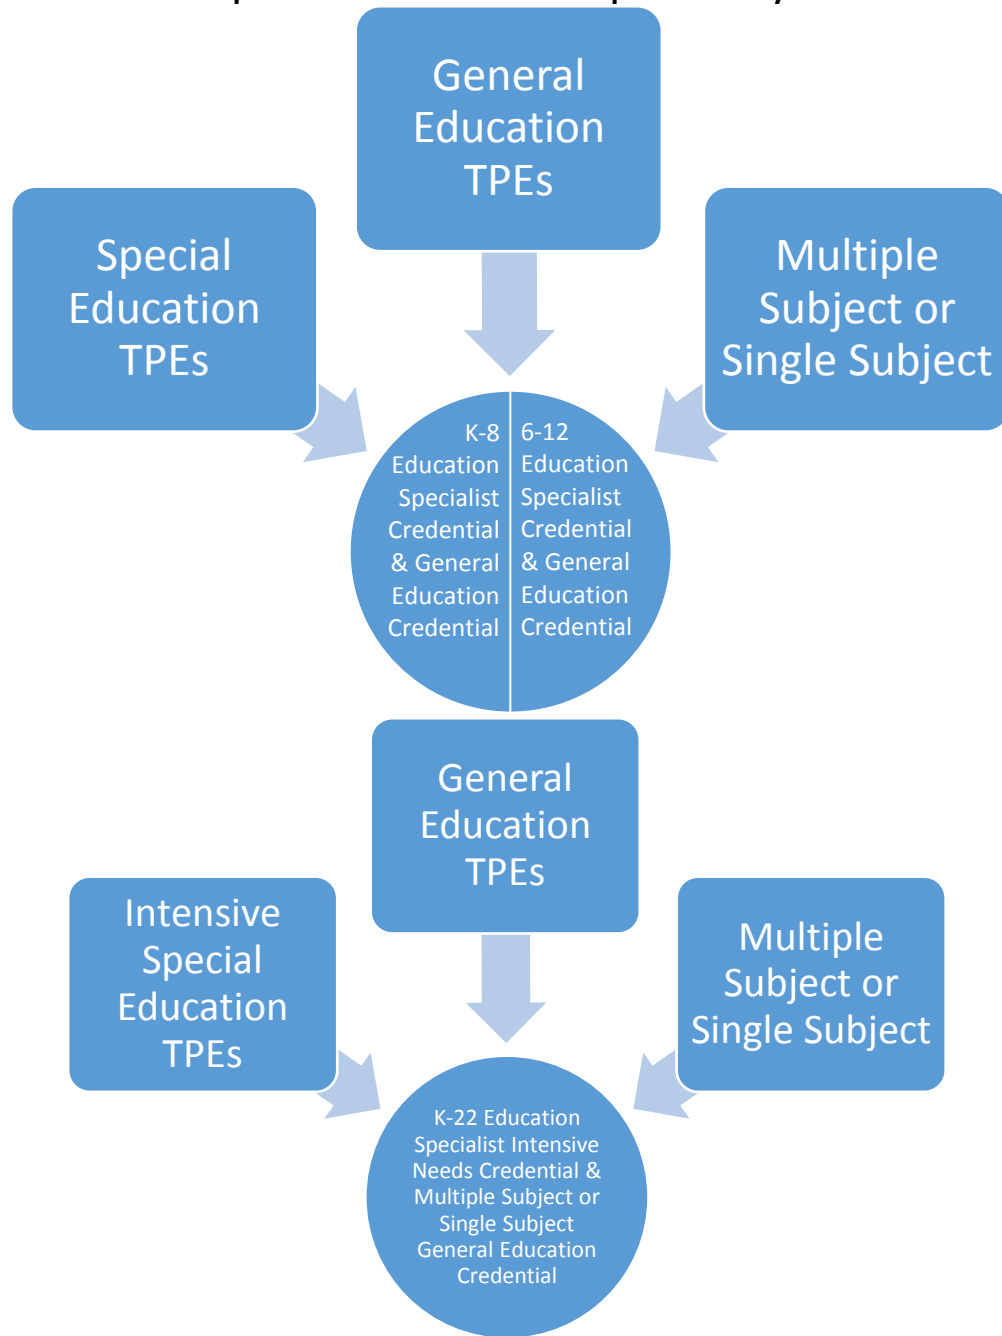 General
Education
TPEs
Special
Education
TPEs
Multiple
Subject or
Single Subject
K-8
Education
Specialist
Credential
& General
Education
Credential
6-12
Education
Specialist
Credential
& General
Education
Credential
General
Education
TPEs
Intensive
Special
Education
TPEs
Multiple
Subject or
Single Subject
K-22 Education
Specialist Intensive
Needs Credential &
Multiple Subject or
Single Subject
General Education
Credential